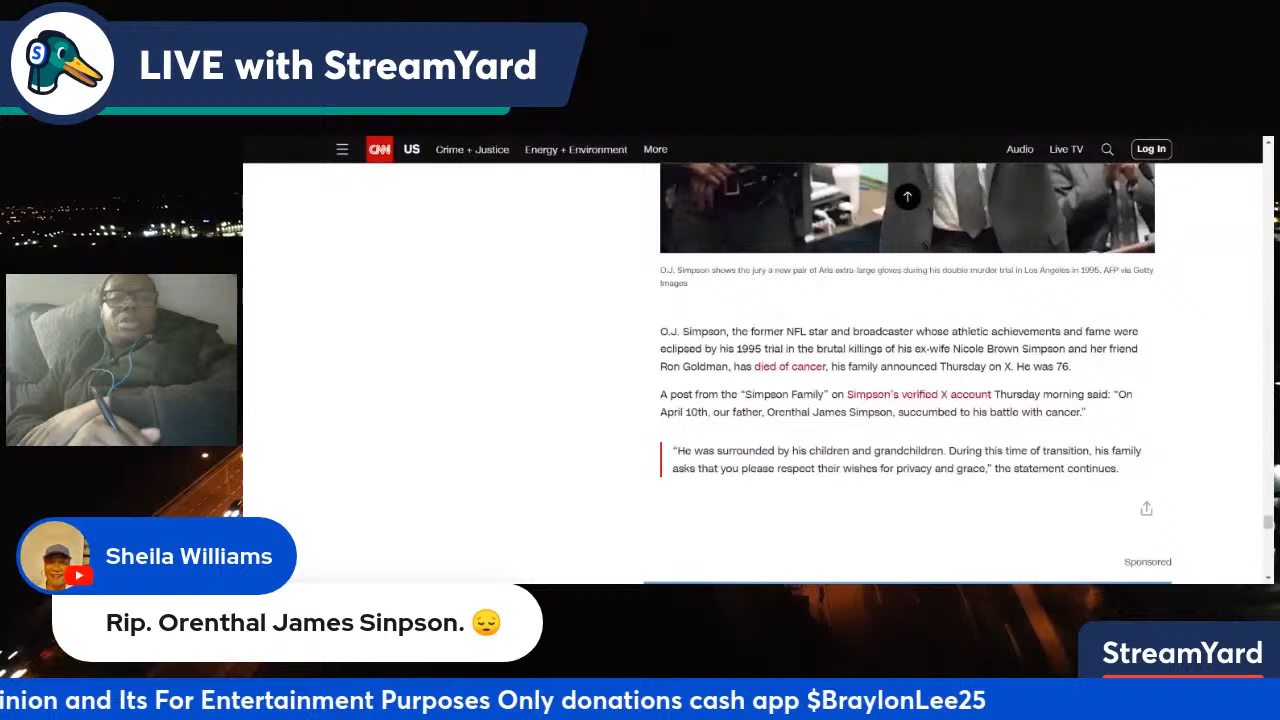 S
LIVE with StreamYard
CNN US Crime + Justice Energy + Environment More Audio Live TV Log In
O.J. Simpson shows the jury a new pair of Aris extra-large gloves during his double murder trial in Los Angeles in 1995. AFP via Getty
Images
O.J. Simpson, the former NFL star and broadcaster whose athletic achievements and fame were
eclipsed by his 1995 trial in the brutal killings of his ex-wife Nicole Brown Simpson and her friend
Ron Goldman, has died of cancer, his family announced Thursday on X. He was 76.
A post from the “Simpson Family” on Simpson’s verified X account Thursday morning said: “On
April 10th, our father, Orenthal James Simpson, succumbed to his battle with cancer.”
“He was surrounded by his children and grandchildren. During this time of transition, his family
asks that you please respect their wishes for privacy and grace,” the statement continues.
Sponsored
Sheila Williams
Rip. Orenthal James Sinpson. 😔
StreamYard
inion and Its For Entertainment Purposes Only donations cash app $BraylonLee25